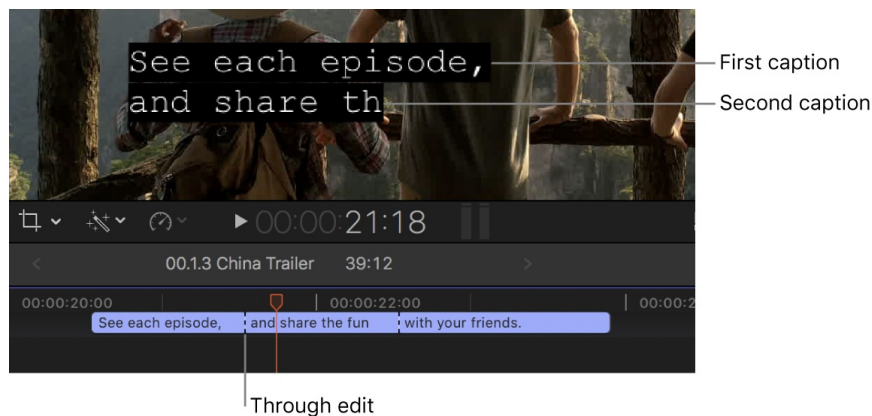 See each episode,
and share th
First caption
Second caption
00:00:21:18
00.1.3 China Trailer 39:12
00:00:20:00 00:00:22:00 00:00:2
See each episode, and share the fun with your friends.
Through edit